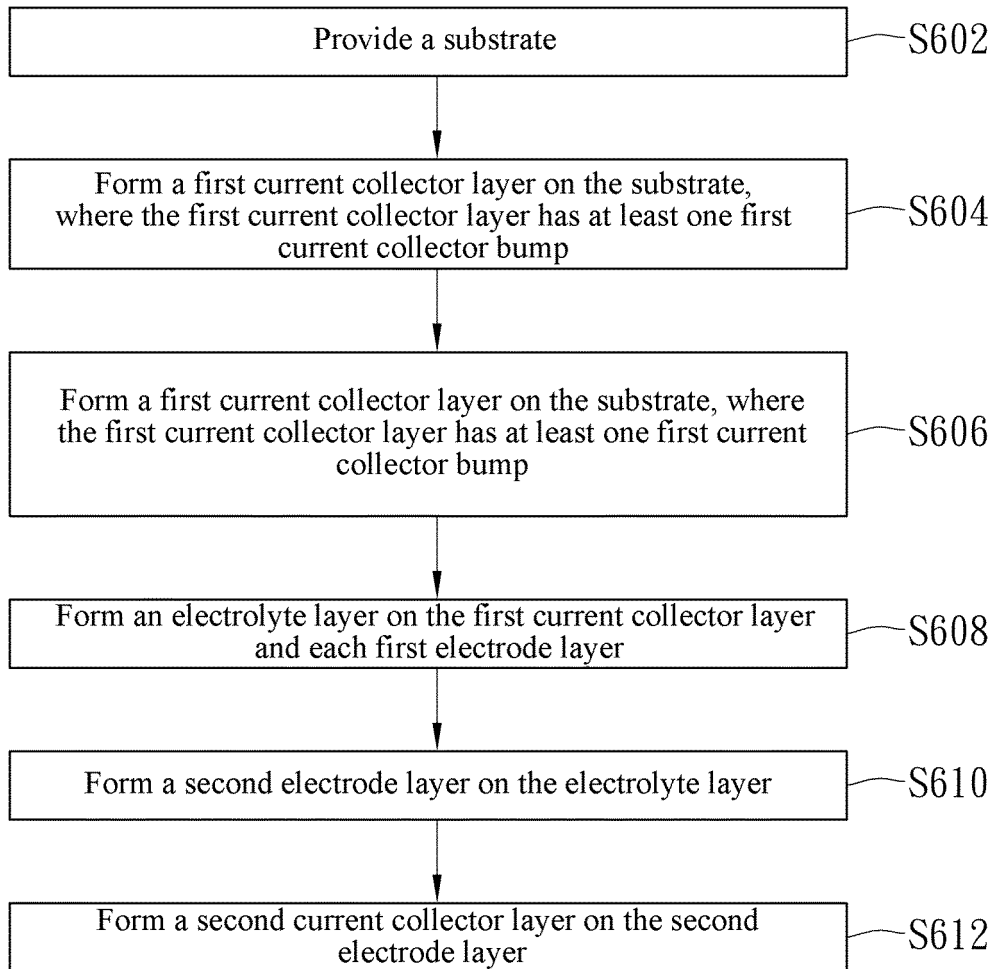 Provide a substrate
S602
Form a first current collector layer on the substrate,
where the first current collector layer has at least one first
current collector bump
S604
Form a first current collector layer on the substrate, where
the first current collector layer has at least one first current
collector bump
S606
Form an electrolyte layer on the first current collector layer
and each first electrode layer
S608
Form a second electrode layer on the electrolyte layer
S610
Form a second current collector layer on the second
electrode layer
S612